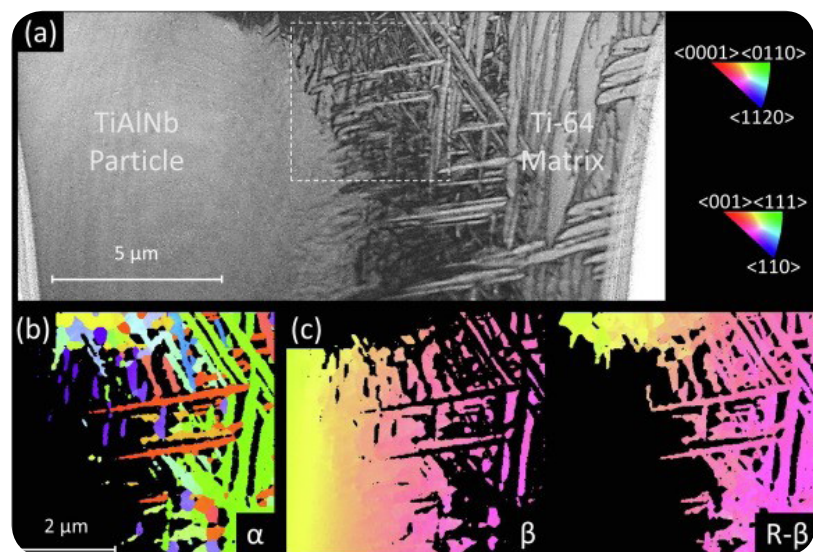 (a)
TiAlNb
Particle
Ti-64
Matrix
5 μm
<0001><0110>
<1120>
<001><111>
<110>
(b)
(c)
2 μm
α
β
R-β